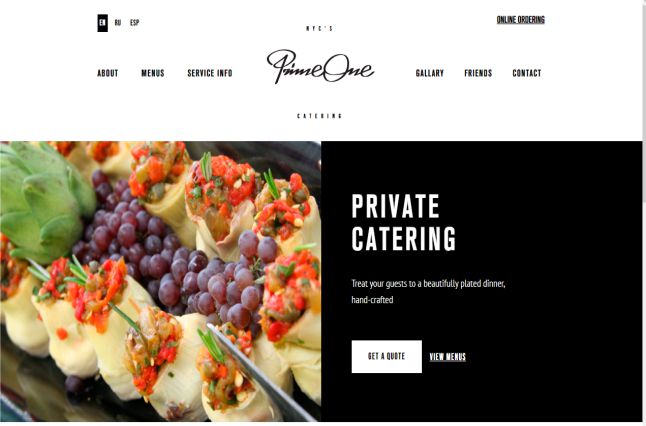 EN RU ESP
NYC'S
ONLINE ORDERING
ABOUT MENUS SERVICE INFO
PrimeOne
GALLARY FRIENDS CONTACT
CATERING
PRIVATE
CATERING
Treat your guests to a beautifully plated dinner,
hand-crafted
GET A QUOTE VIEW MENUS